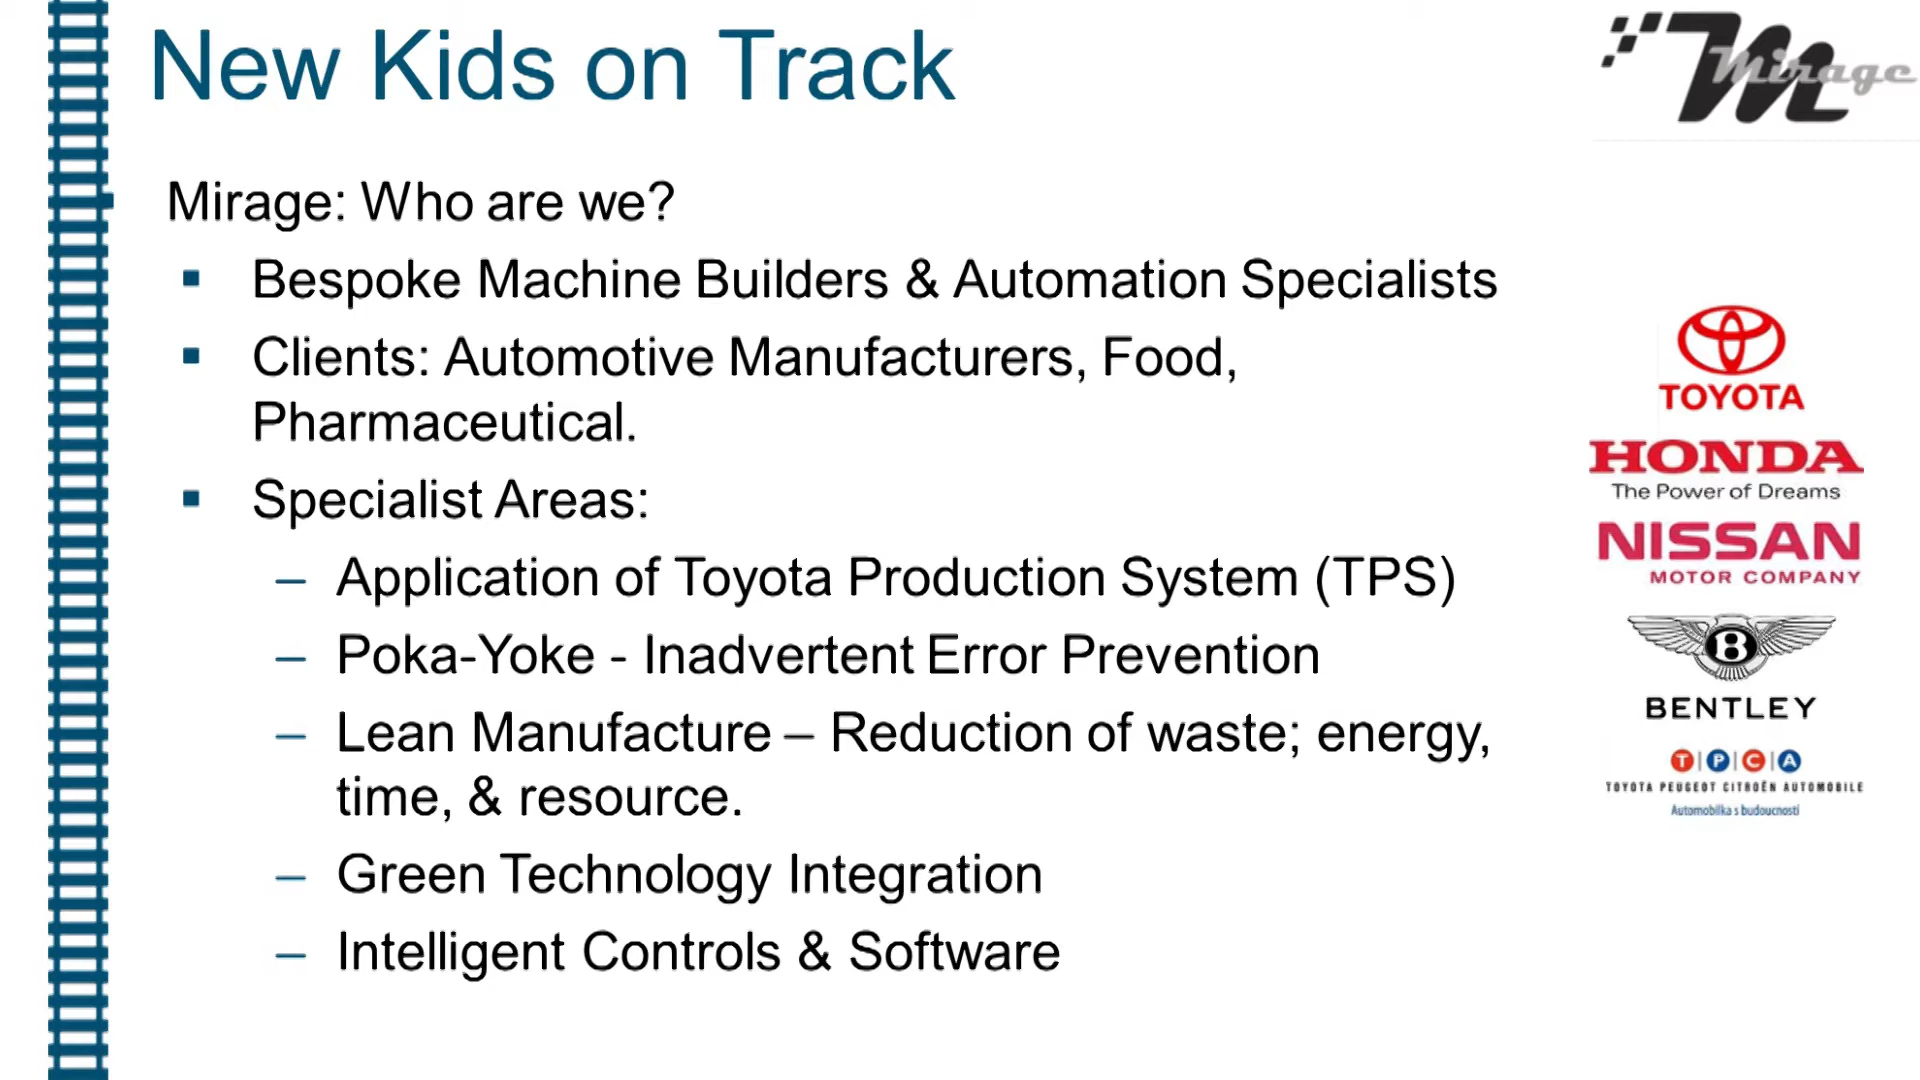 New Kids on Track
Mirage
Mirage: Who are we?
Bespoke Machine Builders & Automation Specialists
Clients: Automotive Manufacturers, Food,
Pharmaceutical.
Specialist Areas:
– Application of Toyota Production System (TPS)
– Poka-Yoke - Inadvertent Error Prevention
– Lean Manufacture – Reduction of waste; energy,
time, & resource.
– Green Technology Integration
– Intelligent Controls & Software
TOYOTA
HONDA
The Power of Dreams
NISSAN
MOTOR COMPANY
B
BENTLEY
T|P|C|A
TOYOTA PEUGEOT CITROËN AUTOMOBILE
Automobilka s budoucností